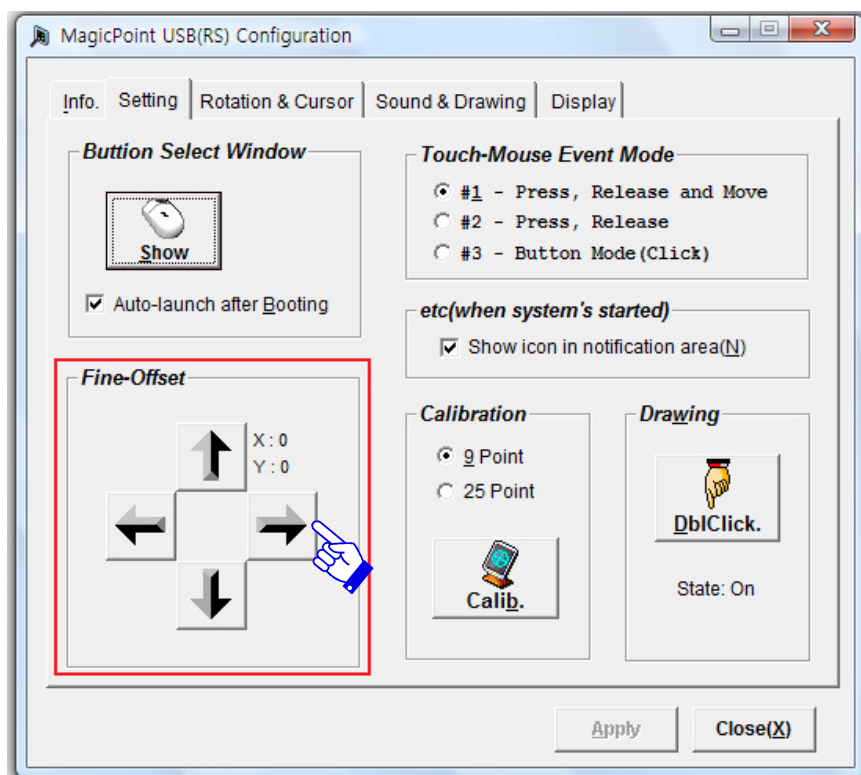 MagicPoint USB(RS) Configuration
Info.
Setting
Rotation & Cursor
Sound & Drawing
Display
Buttion Select Window
Show
Auto-launch after Booting
Fine-Offset
X : 0
Y : 0
Touch-Mouse Event Mode
#1 - Press, Release and Move
#2 - Press, Release
#3 - Button Mode(Click)
etc(when system's started)
Show icon in notification area(N)
Calibration
9 Point
25 Point
Calib.
Drawing
DblClick.
State: On
Apply
Close(X)